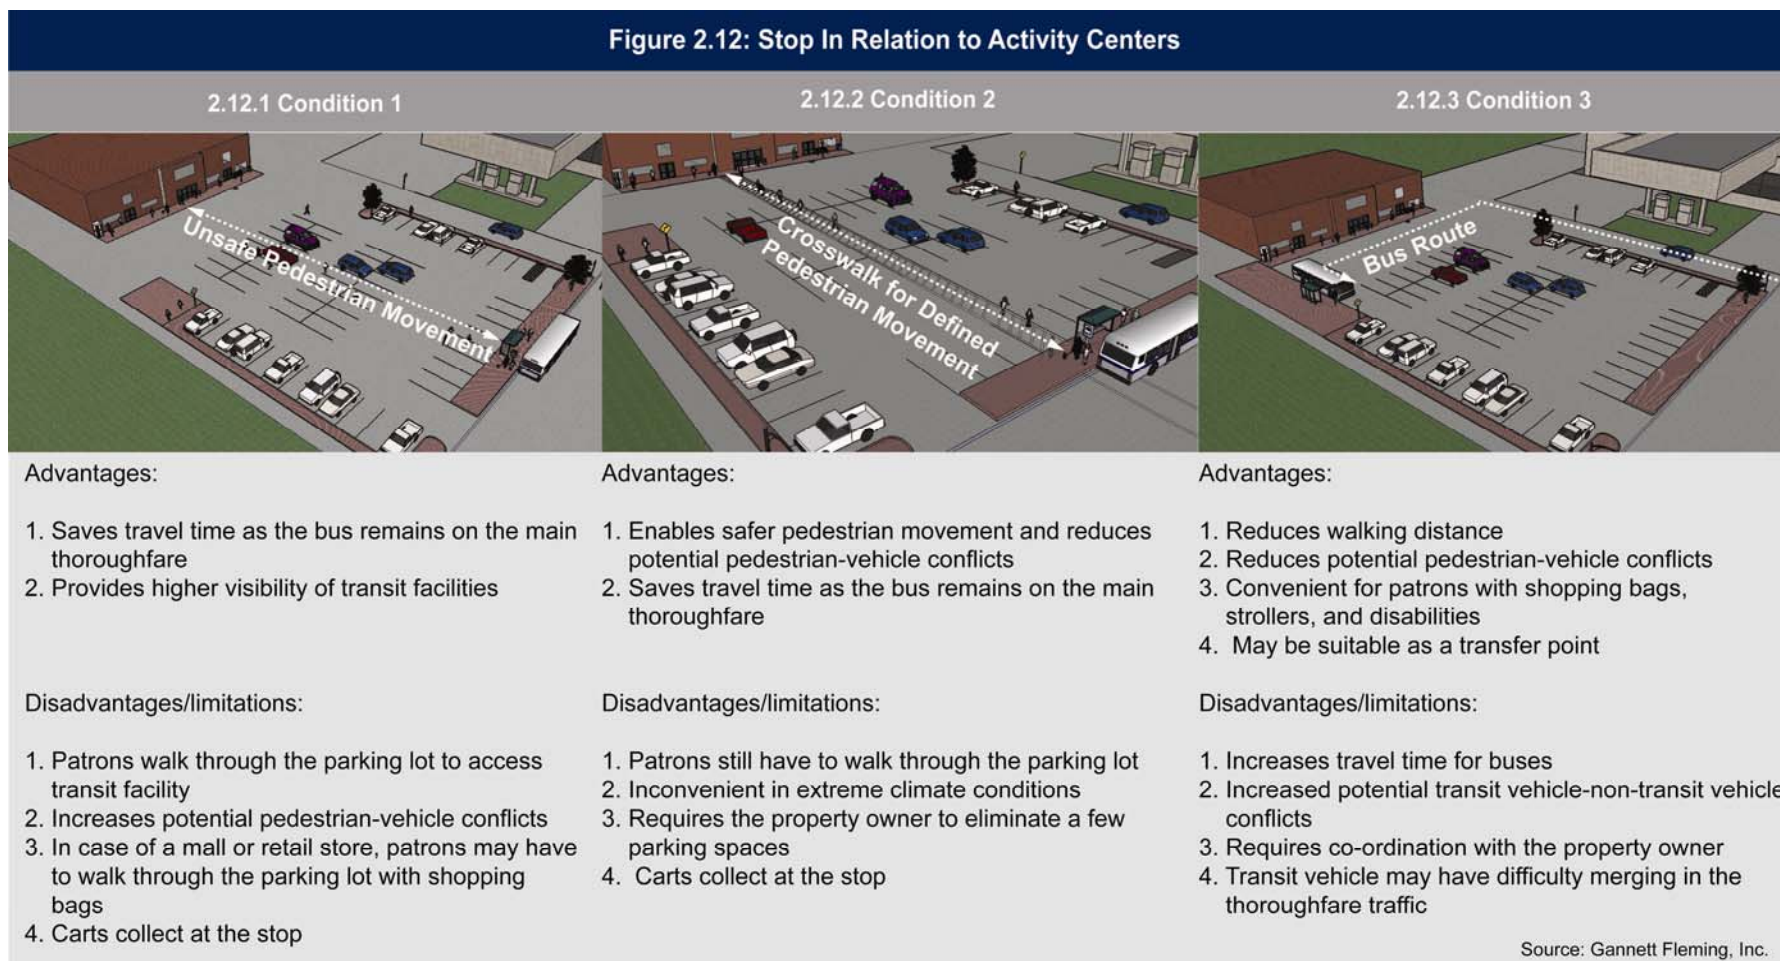 Figure 2.12: Stop In Relation to Activity Centers
2.12.1 Condition 1
2.12.2 Condition 2
2.12.3 Condition 3
Unsafe Pedestrian Movement
Crosswalk for Defined
Pedestrian Movement
Bus Route
Advantages:
1. Saves travel time as the bus remains on the main
thoroughfare
2. Provides higher visibility of transit facilities
Disadvantages/limitations:
1. Patrons walk through the parking lot to access
transit facility
2. Increases potential pedestrian-vehicle conflicts
3. In case of a mall or retail store, patrons may have
to walk through the parking lot with shopping
bags
4. Carts collect at the stop
Advantages:
1. Enables safer pedestrian movement and reduces
potential pedestrian-vehicle conflicts
2. Saves travel time as the bus remains on the main
thoroughfare
Disadvantages/limitations:
1. Patrons still have to walk through the parking lot
2. Inconvenient in extreme climate conditions
3. Requires the property owner to eliminate a few
parking spaces
4. Carts collect at the stop
Advantages:
1. Reduces walking distance
2. Reduces potential pedestrian-vehicle conflicts
3. Convenient for patrons with shopping bags,
strollers, and disabilities
4. May be suitable as a transfer point
Disadvantages/limitations:
1. Increases travel time for buses
2. Increased potential transit vehicle-non-transit vehicle
conflicts
3. Requires co-ordination with the property owner
4. Transit vehicle may have difficulty merging in the
thoroughfare traffic
Source: Gannett Fleming, Inc.